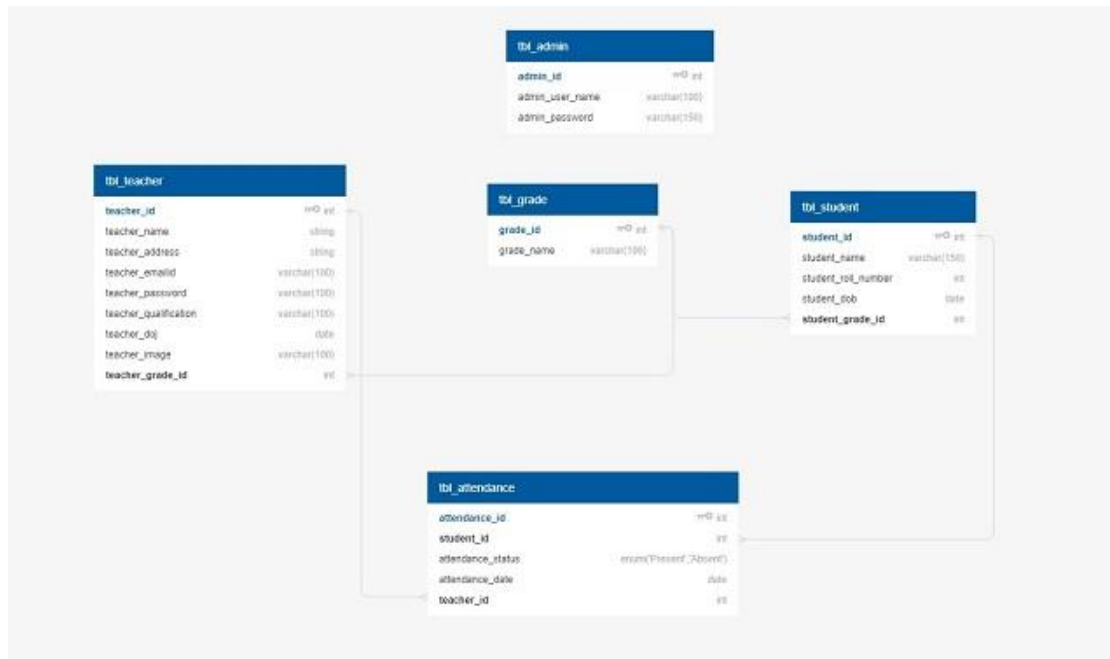 tbl_admin
admin_id int
admin_user_name varchar(100)
admin_password varchar(150)
tbl_teacher
teacher_id int
teacher_name string
teacher_address string
teacher_emailid varchar(100)
teacher_password varchar(100)
teacher_qualification varchar(100)
teacher_doj date
teacher_image varchar(100)
teacher_grade_id int
tbl_grade
grade_id int
grade_name varchar(100)
tbl_student
student_id int
student_name varchar(150)
student_roll_number int
student_dob date
student_grade_id int
tbl_attendance
attendance_id int
student_id int
attendance_status enum('Present','Absent')
attendance_date date
teacher_id int